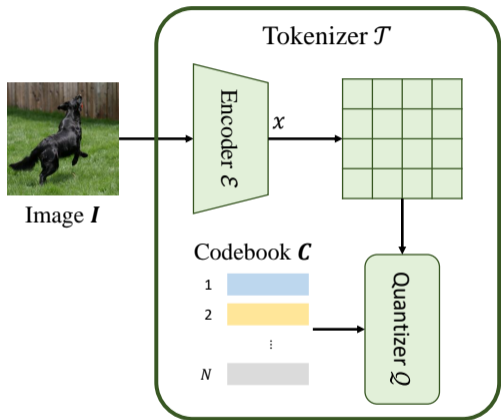 Tokenizer 𝒯
Encoder ℰ
x
Image I
Codebook C
1
2
⋮
N
Quantizer 𝒬